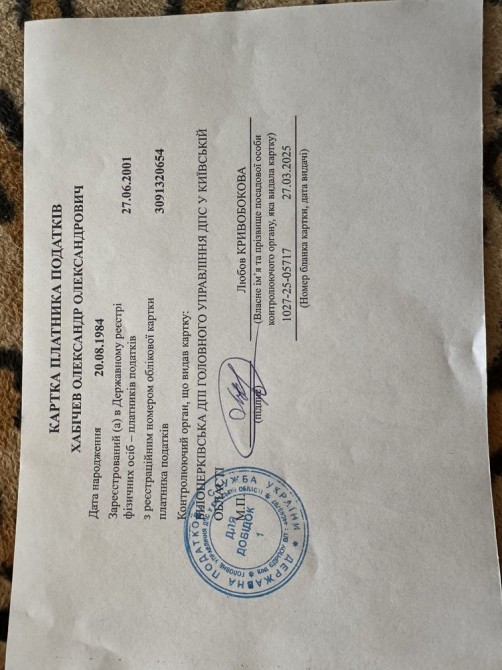 КАРТКА ПЛАТНИКА ПОДАТКІВ
ХАБІЧЕВ ОЛЕКСАНДР ОЛЕКСАНДРОВИЧ
Дата народження 20.08.1984
Зареєстрований (а) в Державному реєстрі
фізичних осіб – платників податків 27.06.2001
з реєстраційним номером облікової картки
платника податків 3091320654
Контролюючий орган, що видав картку:
БІЛОЦЕРКІВСЬКА ДПІ ГОЛОВНОГО УПРАВЛІННЯ ДПС У КИЇВСЬКІЙ
ОБЛАСТІ
М.П.
(підпис)
Любов КРИВОБОКОВА
(Власне ім'я та прізвище посадової особи
контролюючого органу, яка видала картку)
1027-25-05717 27.03.2025
(Номер бланка картки, дата видачі)
ДЕРЖАВНА ПОДАТКОВА СЛУЖБА УКРАЇНИ
ДЛЯ
ДОВІДОК
1